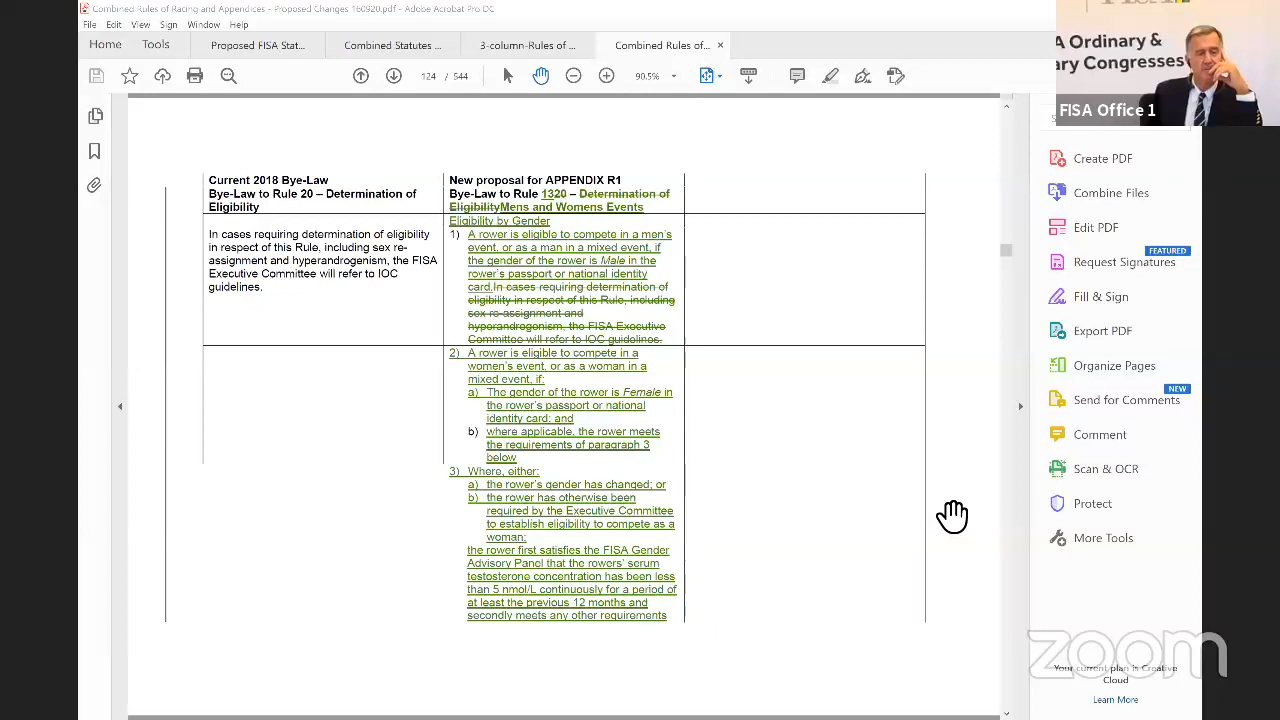 Combined Rules of Racing and Appendices - Proposed Changes 160920.pdf - Adobe Acrobat Pro DC
File Edit View Sign Window Help
Home Tools Proposed FISA Stat... Combined Statutes ... 3-column-Rules of ... Combined Rules of... ×
124 / 544 90.5%
A Ordinary &
ary Congresses
FISA Office 1
Current 2018 Bye-Law
Bye-Law to Rule 20 – Determination of
Eligibility
In cases requiring determination of eligibility
in respect of this Rule, including sex re-
assignment and hyperandrogenism, the FISA
Executive Committee will refer to IOC
guidelines.
New proposal for APPENDIX R1
Bye-Law to Rule 1320 – Determination of
EligibilityMens and Womens Events
Eligibility by Gender
1) A rower is eligible to compete in a men's
event, or as a man in a mixed event, if
the gender of the rower is Male in the
rower's passport or national identity
card.In cases requiring determination of
eligibility in respect of this Rule, including
sex re-assignment and
hyperandrogenism, the FISA Executive
Committee will refer to IOC guidelines.
2) A rower is eligible to compete in a
women's event, or as a woman in a
mixed event, if:
a) The gender of the rower is Female in
the rower's passport or national
identity card; and
b) where applicable, the rower meets
the requirements of paragraph 3
below
3) Where, either:
a) the rower's gender has changed; or
b) the rower has otherwise been
required by the Executive Committee
to establish eligibility to compete as a
woman;
the rower first satisfies the FISA Gender
Advisory Panel that the rowers' serum
testosterone concentration has been less
than 5 nmol/L continuously for a period of
at least the previous 12 months and
secondly meets any other requirements
Create PDF
Combine Files
Edit PDF
FEATURED
Request Signatures
Fill & Sign
Export PDF
Organize Pages
NEW
Send for Comments
Comment
Scan & OCR
Protect
More Tools
zoom
Your current plan is Creative
Cloud
Learn More